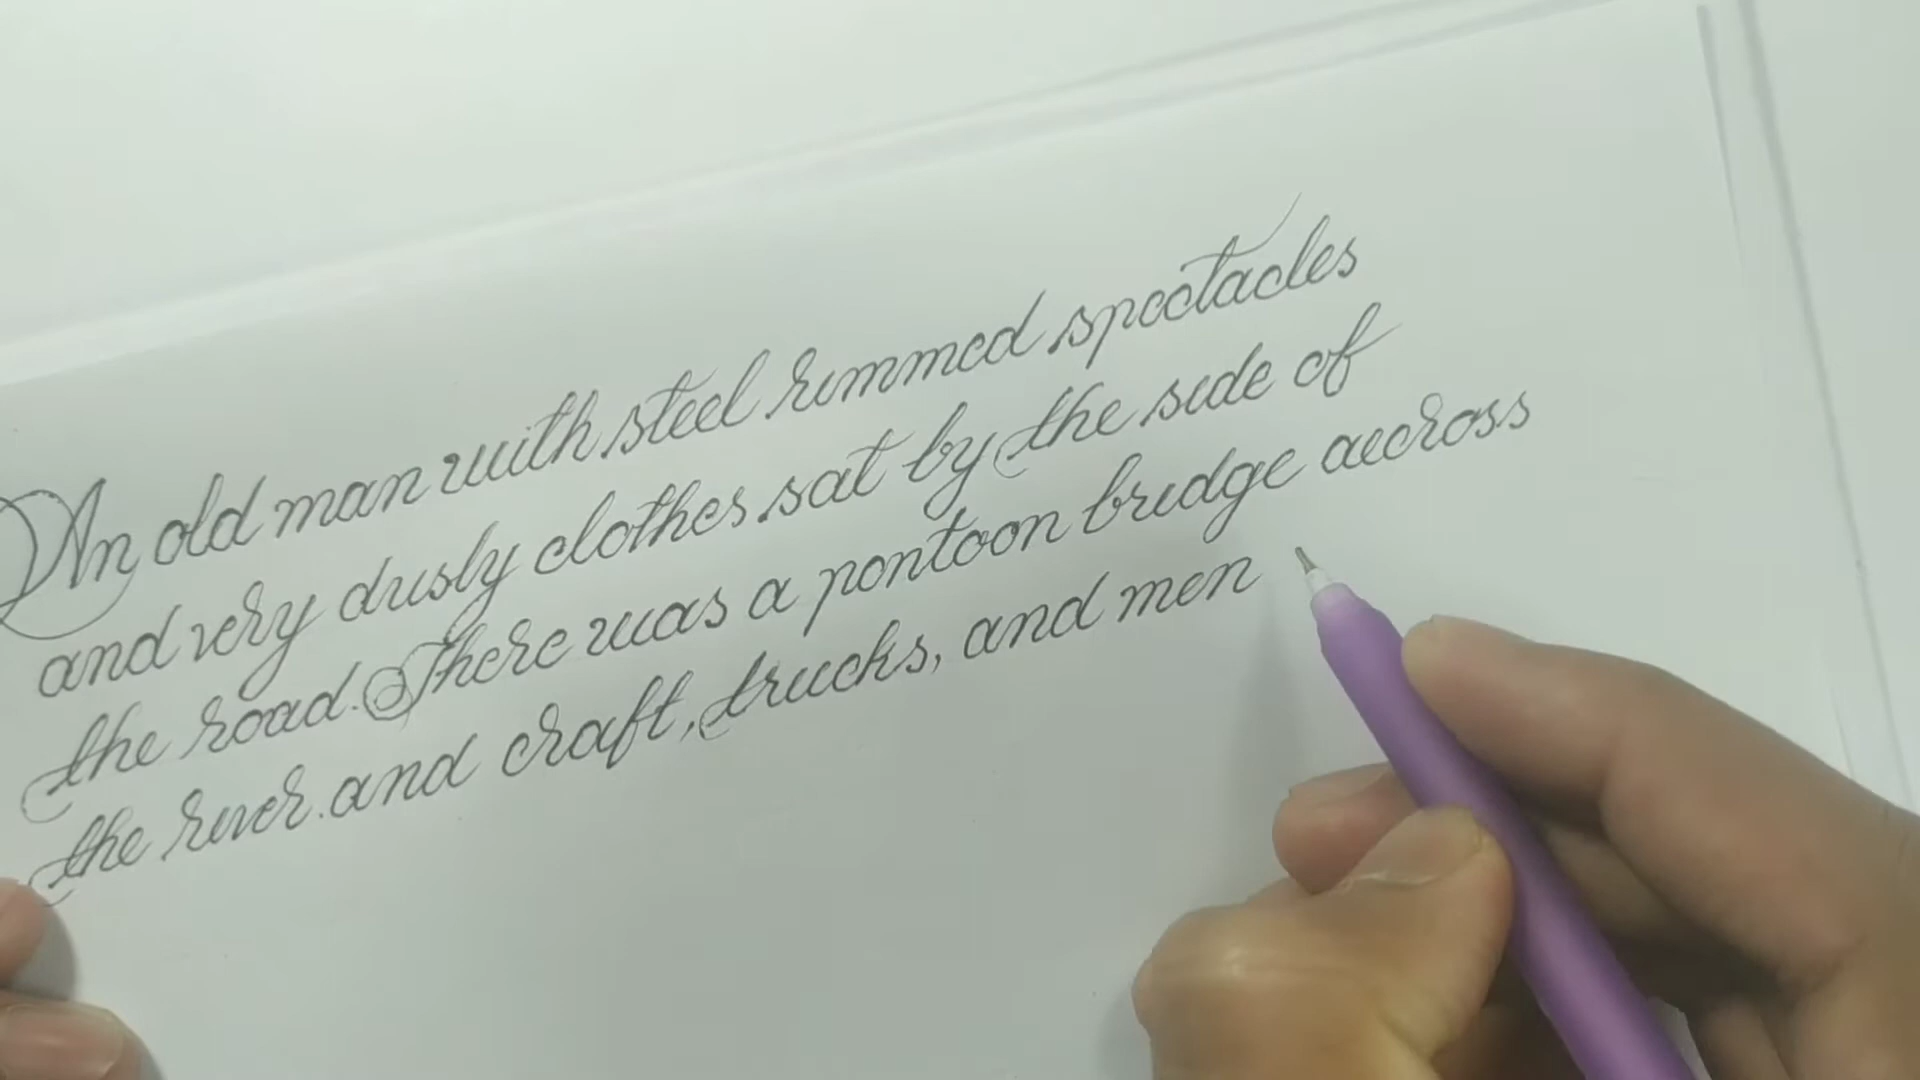 An old man with steel rimmed spectacles
and very dusty clothes sat by the side of
the road. There was a pontoon bridge across
the river. and craft, trucks, and men